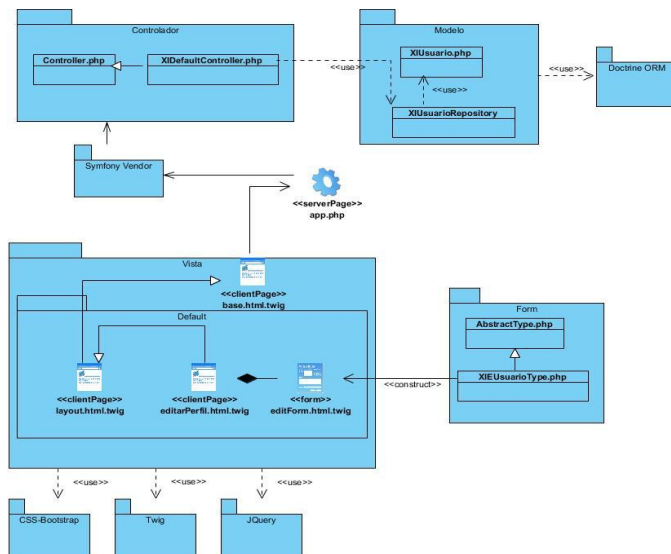 Controlador
Controller.php
XIDefaultController.php
<<use>>
Modelo
XIUsuario.php
<<use>>
XIUsuarioRepository
<<use>>
Doctrine ORM
Symfony Vendor
<<serverPage>>
app.php
Vista
<<clientPage>>
base.html.twig
Default
<<clientPage>>
layout.html.twig
<<clientPage>>
editarPerfil.html.twig
<<form>>
editForm.html.twig
<<construct>>
Form
AbstractType.php
XIEUsuarioType.php
<<use>>
<<use>>
<<use>>
CSS-Bootstrap
Twig
JQuery